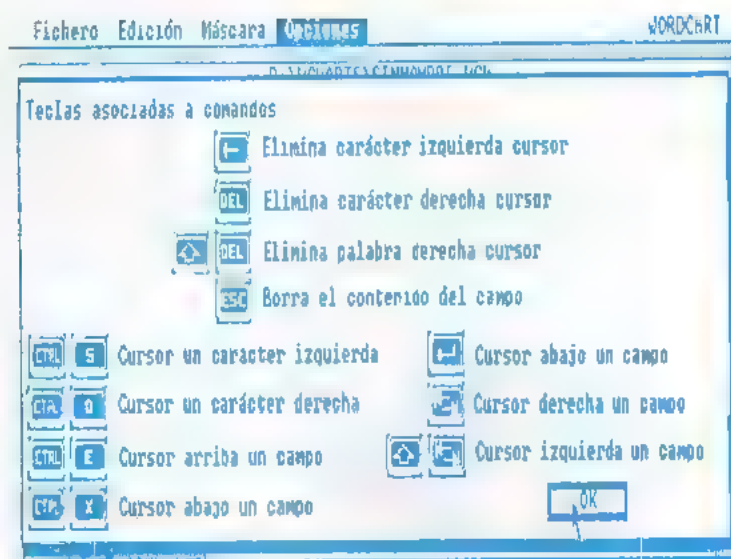 Fichero Edición Máscara Opciones WORDCHRT
Teclas asociadas a comandos
Elimina carácter izquierda cursor
DEL Elimina carácter derecha cursor
DEL Elimina palabra derecha cursor
ESC Borra el contenido del campo
CTRL S Cursor un carácter izquierda
Cursor abajo un campo
CTRL D Cursor un carácter derecha
Cursor derecha un campo
CTRL E Cursor arriba un campo
Cursor izquierda un campo
CTRL X Cursor abajo un campo
OK